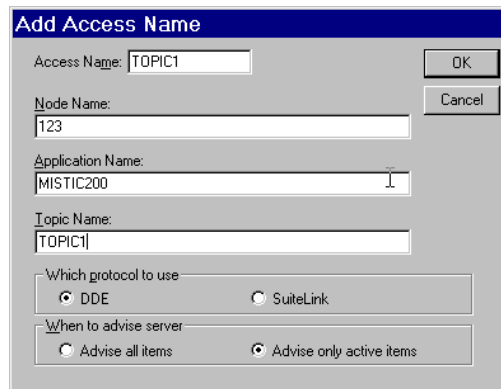 Add Access Name
Access Name: TOPIC1
OK
Node Name:
Cancel
123
Application Name:
MISTIC200
Topic Name:
TOPIC1
Which protocol to use
DDE SuiteLink
When to advise server
Advise all items Advise only active items